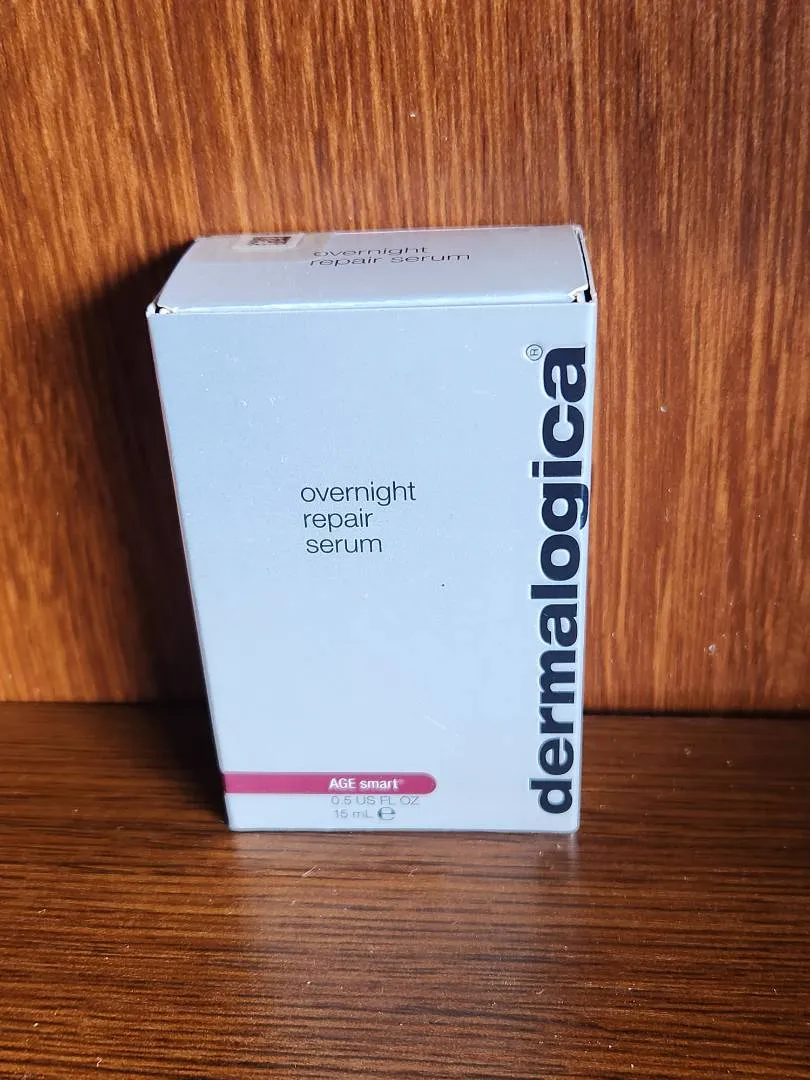 overnight
repair serum
overnight
repair
serum
dermalogica®
AGE smart®
0.5 US FL OZ
15 mL ℮